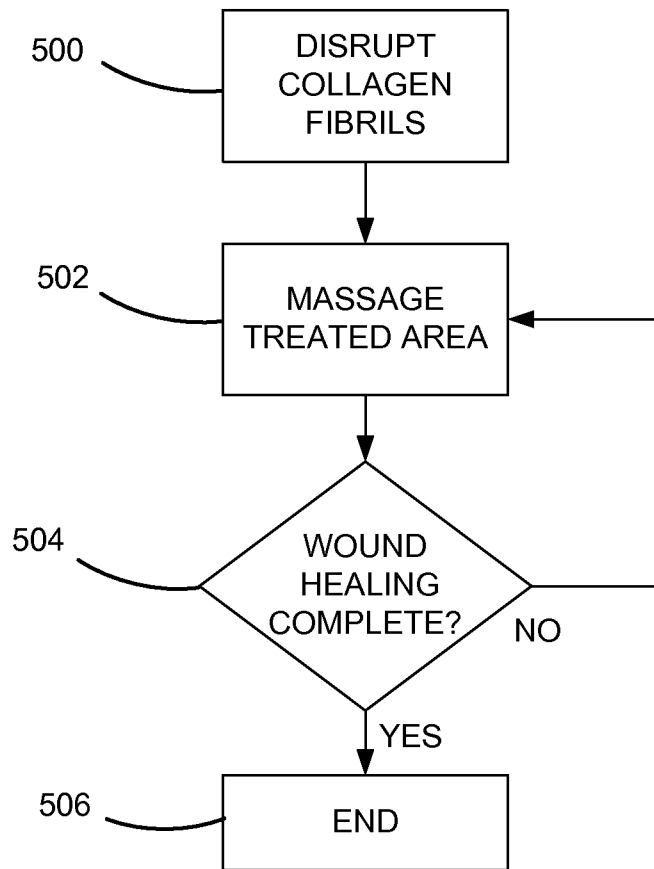 500
DISRUPT
COLLAGEN
FIBRILS
502
MASSAGE
TREATED AREA
504
WOUND
HEALING
COMPLETE?
NO
YES
506
END